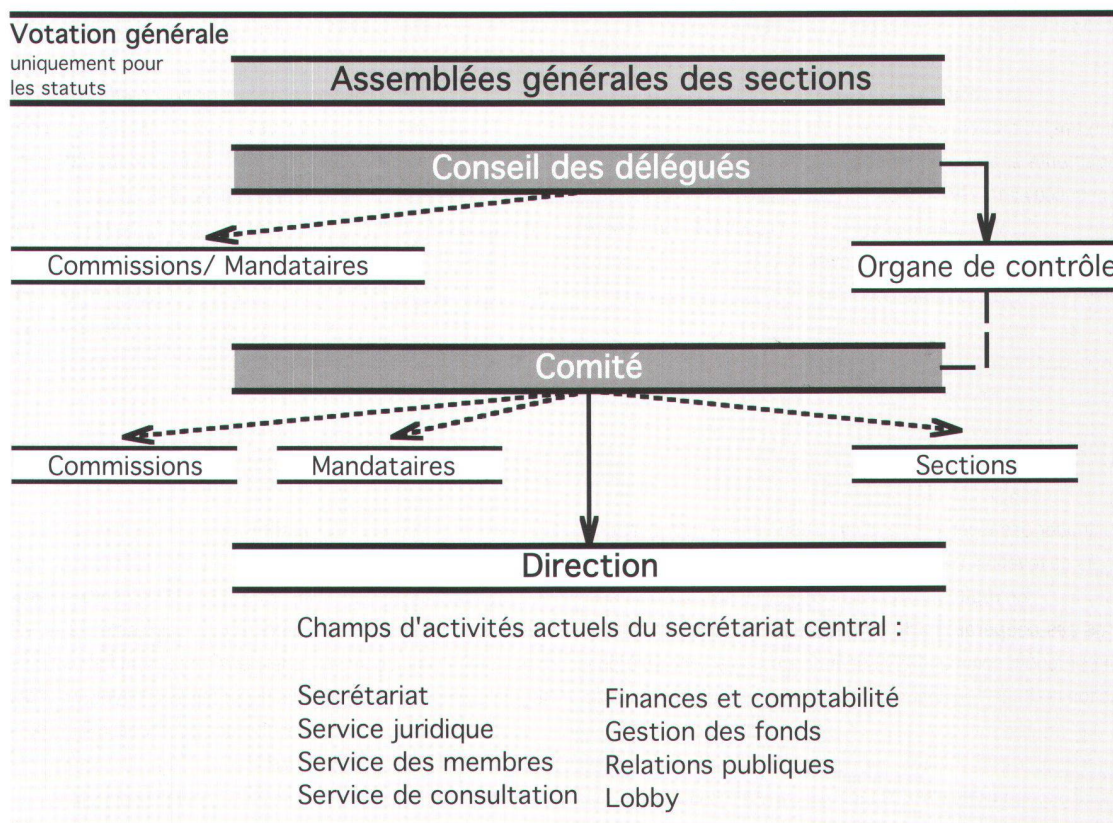 Votation générale
uniquement pour
les statuts
Assemblées générales des sections
Conseil des délégués
Commissions/ Mandataires
Organe de contrôle
Comité
Commissions
Mandataires
Sections
Direction
Champs d'activités actuels du secrétariat central :
Secrétariat
Service juridique
Service des membres
Service de consultation
Finances et comptabilité
Gestion des fonds
Relations publiques
Lobby